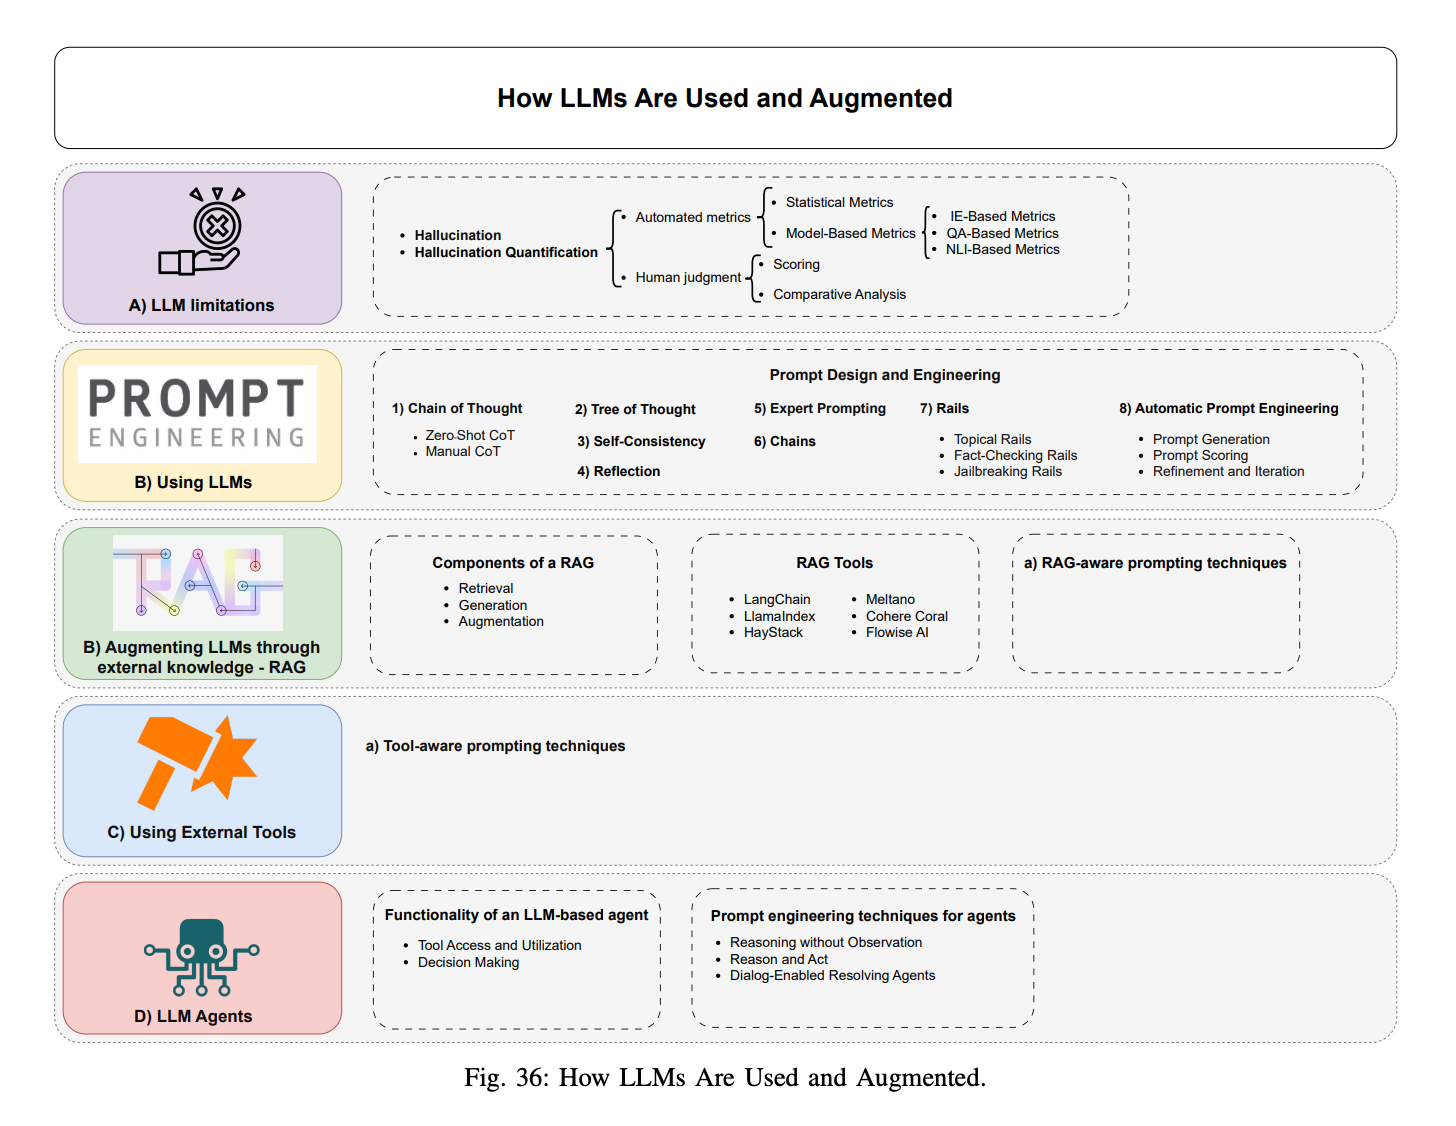 How LLMs Are Used and Augmented
A) LLM limitations
Hallucination
Hallucination Quantification
Automated metrics
Statistical Metrics
Model-Based Metrics
IE-Based Metrics
QA-Based Metrics
NLI-Based Metrics
Human judgment
Scoring
Comparative Analysis
PROMPT
ENGINEERING
B) Using LLMs
Prompt Design and Engineering
1) Chain of Thought
Zero-Shot CoT
Manual CoT
2) Tree of Thought
3) Self-Consistency
4) Reflection
5) Expert Prompting
6) Chains
7) Rails
Topical Rails
Fact-Checking Rails
Jailbreaking Rails
8) Automatic Prompt Engineering
Prompt Generation
Prompt Scoring
Refinement and Iteration
RAG
B) Augmenting LLMs through
external knowledge - RAG
Components of a RAG
Retrieval
Generation
Augmentation
RAG Tools
LangChain
LlamaIndex
HayStack
Meltano
Cohere Coral
Flowise AI
a) RAG-aware prompting techniques
C) Using External Tools
a) Tool-aware prompting techniques
D) LLM Agents
Functionality of an LLM-based agent
Tool Access and Utilization
Decision Making
Prompt engineering techniques for agents
Reasoning without Observation
Reason and Act
Dialog-Enabled Resolving Agents
Fig. 36: How LLMs Are Used and Augmented.